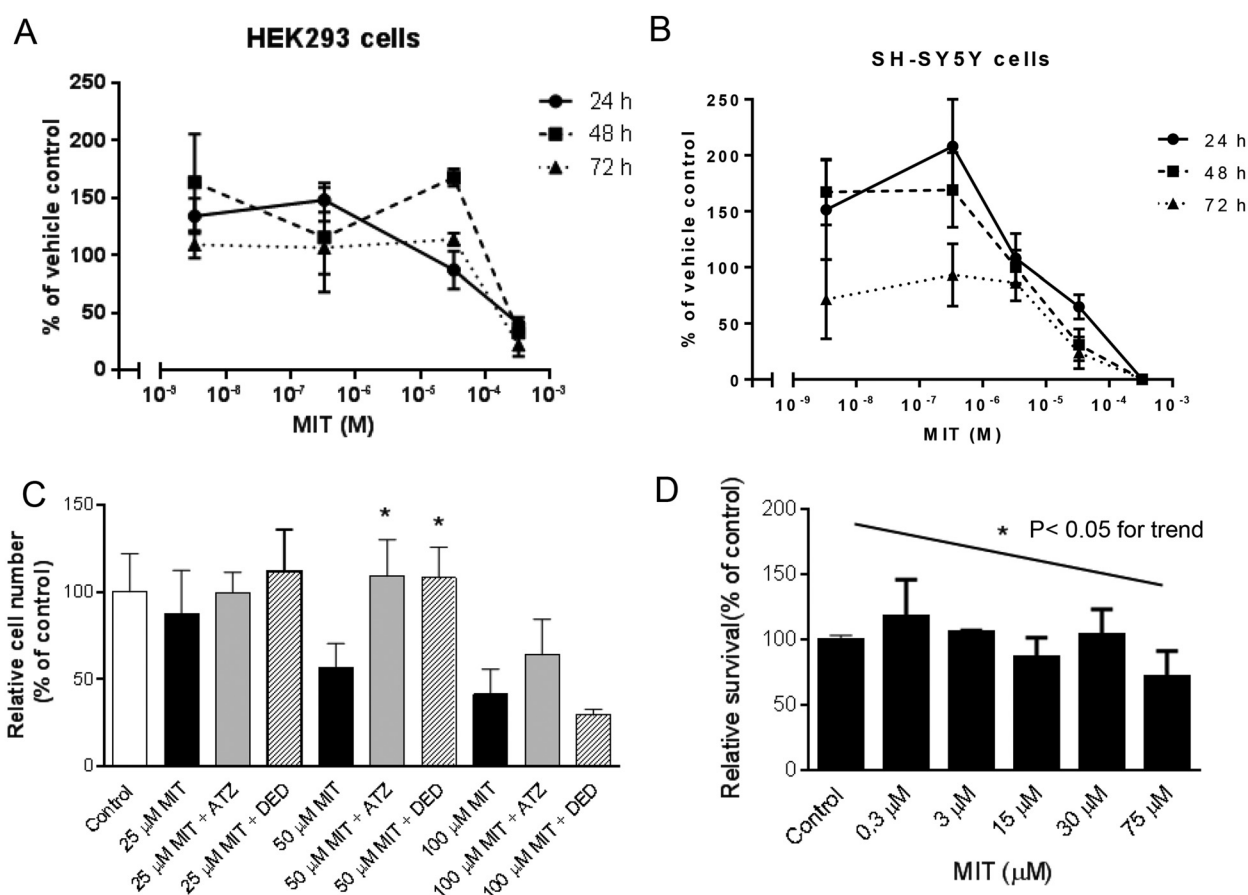 A
HEK293 cells
% of vehicle control
250
200
150
100
50
0
10⁻⁹
10⁻⁸
10⁻⁷
10⁻⁶
10⁻⁵
10⁻⁴
10⁻³
MIT (M)
24 h
48 h
72 h
B
SH-SY5Y cells
% of vehicle control
250
200
150
100
50
0
10⁻⁹
10⁻⁸
10⁻⁷
10⁻⁶
10⁻⁵
10⁻⁴
10⁻³
MIT (M)
24 h
48 h
72 h
C
Relative cell number
(% of control)
150
100
50
0
*
*
Control
25 μM MIT
25 μM MIT + ATZ
25 μM MIT + DED
50 μM MIT
50 μM MIT + ATZ
50 μM MIT + DED
100 μM MIT
100 μM MIT + ATZ
100 μM MIT + DED
D
Relative survival(% of control)
200
150
100
50
0
* P< 0.05 for trend
Control
0.3 μM
3 μM
15 μM
30 μM
75 μM
MIT (μM)